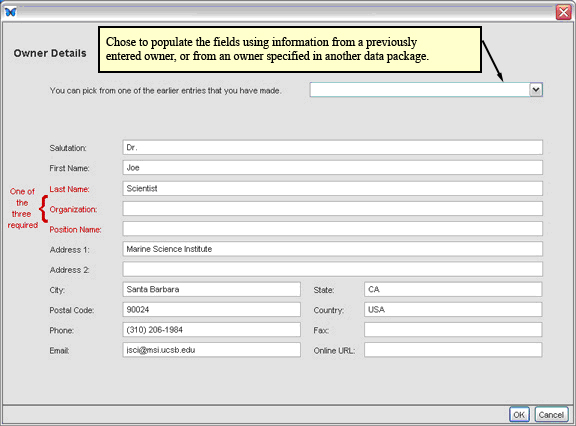 Owner Details
Chose to populate the fields using information from a previously
entered owner, or from an owner specified in another data package.
You can pick from one of the earlier entries that you have made.
Salutation: Dr.
First Name: Joe
One of
the
three
required
Last Name: Scientist
Organization:
Position Name:
Address 1: Marine Science Institute
Address 2:
City: Santa Barbara State: CA
Postal Code: 90024 Country: USA
Phone: (310) 206-1984 Fax:
Email: jsci@msi.ucsb.edu Online URL:
OK Cancel